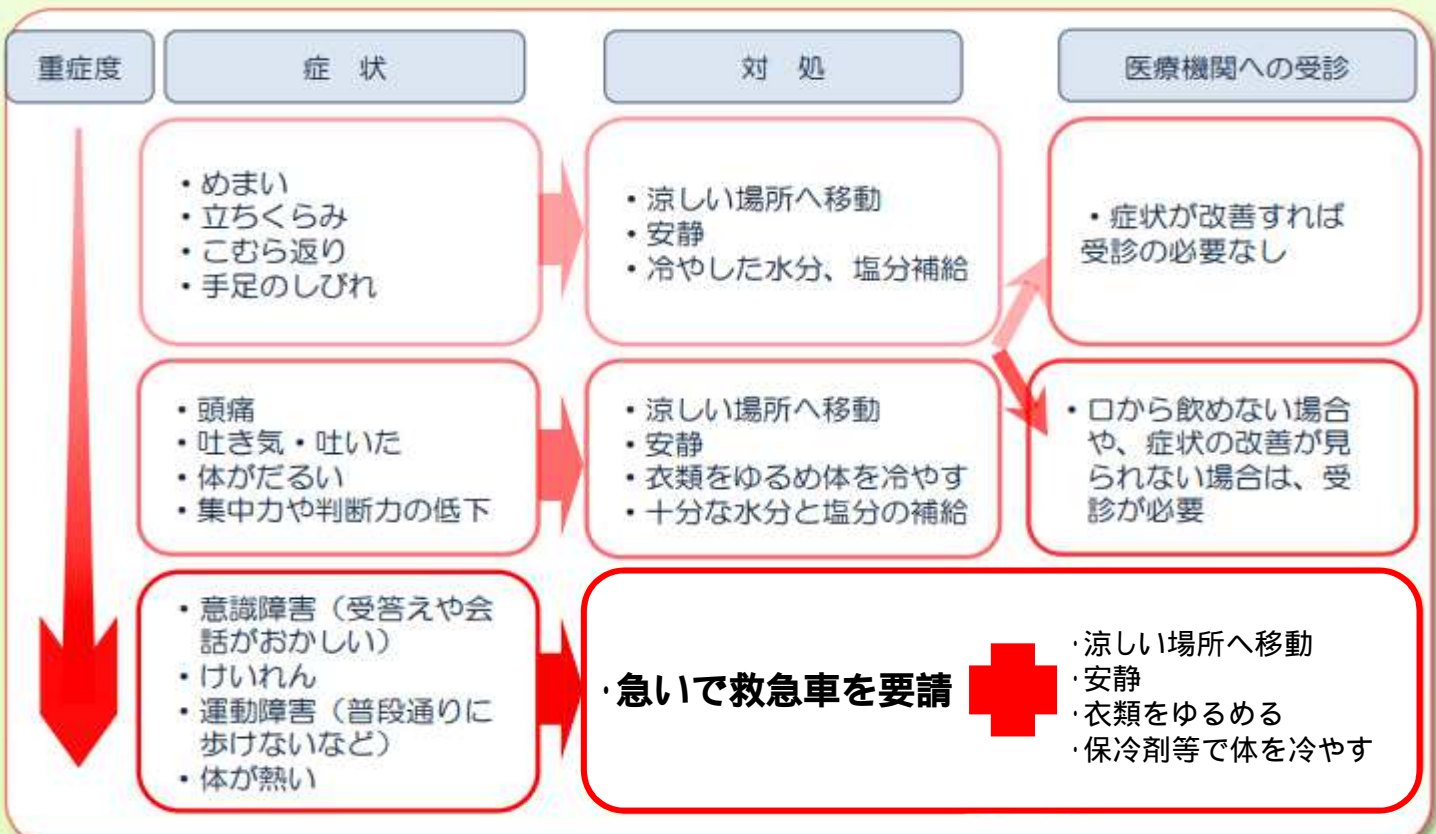 重症度
症 状
対 処
医療機関への受診
・めまい
・立ちくらみ
・こむら返り
・手足のしびれ
・涼しい場所へ移動
・安静
・冷やした水分、塩分補給
・症状が改善すれば
受診の必要なし
・頭痛
・吐き気・吐いた
・体がだるい
・集中力や判断力の低下
・涼しい場所へ移動
・安静
・衣類をゆるめ体を冷やす
・十分な水分と塩分の補給
・口から飲めない場合
や、症状の改善が見
られない場合は、受
診が必要
・意識障害（受答えや会
話がおかしい）
・けいれん
・運動障害（普段通りに
歩けないなど）
・体が熱い
・急いで救急車を要請
・涼しい場所へ移動
・安静
・衣類をゆるめる
・保冷剤等で体を冷やす